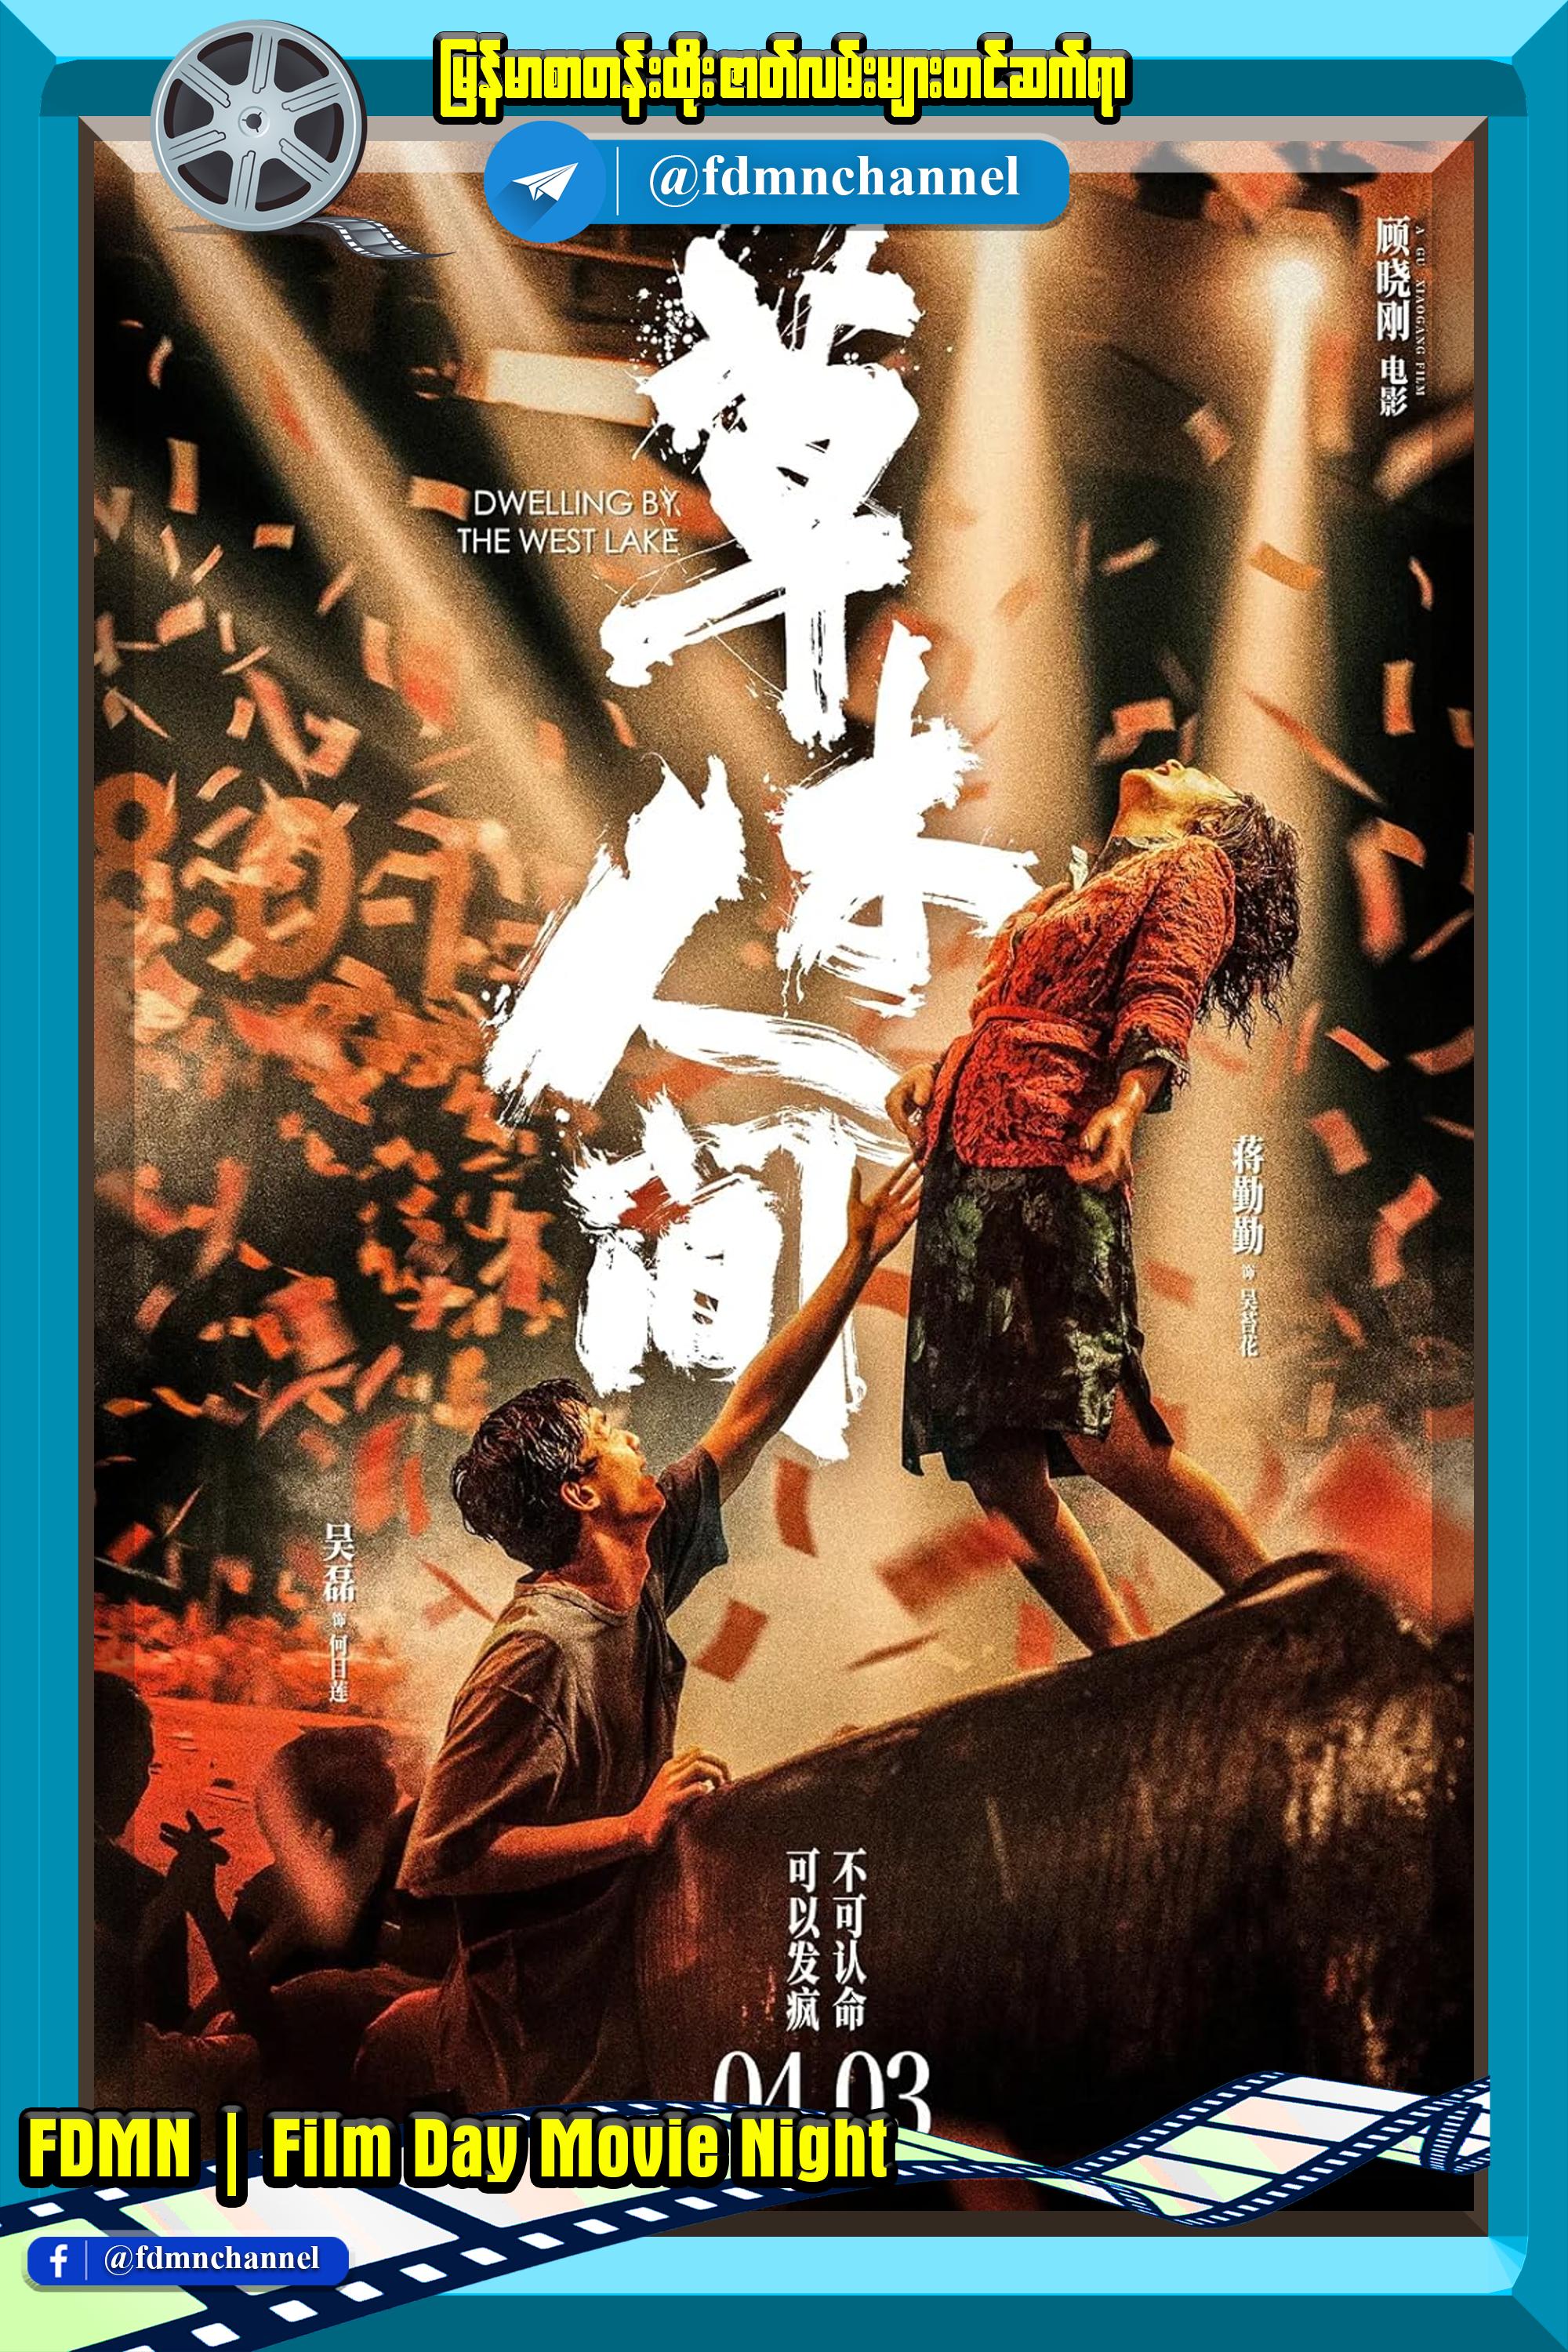 မြန်မာစာတန်းထိုး ဇာတ်လမ်းများတင်ဆက်ရာ
@fdmnchannel
顾晓刚 电影
A GU XIAOGANG FILM
草木人间
DWELLING BY
THE WEST LAKE
蒋勤勤 饰 吴苔花
吴磊 饰 何目莲
不可认命
可以发疯
04.03
FDMN | Film Day Movie Night
@fdmnchannel